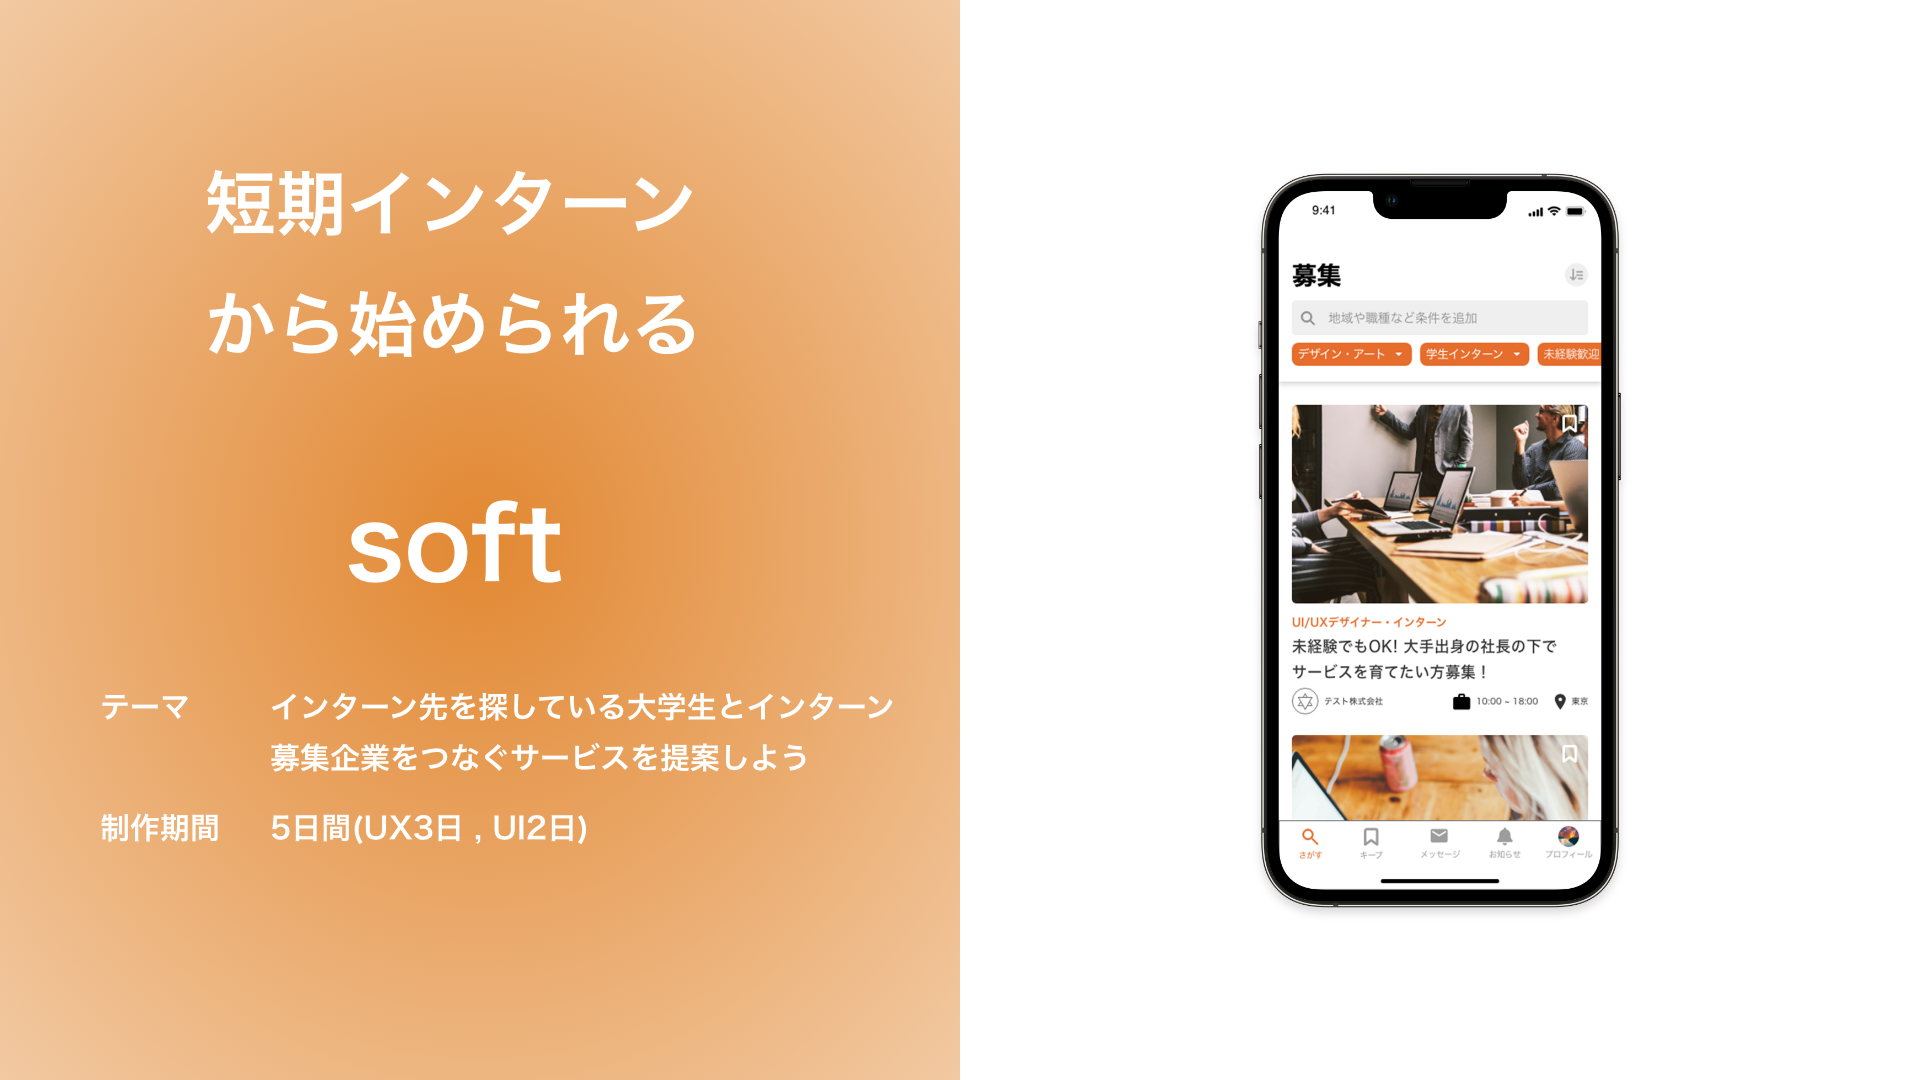 短期インターン
から始められる
soft
テーマ
インターン先を探している大学生とインターン
募集企業をつなぐサービスを提案しよう
制作期間
5日間(UX3日 , UI2日)
9:41
募集
地域や職種など条件を追加
デザイン・アート
学生インターン
未経験歓迎
UI/UXデザイナー・インターン
未経験でもOK! 大手出身の社長の下で
サービスを育てたい方募集！
テスト株式会社
10:00 ~ 18:00
東京
さがす
キープ
メッセージ
お知らせ
プロフィール